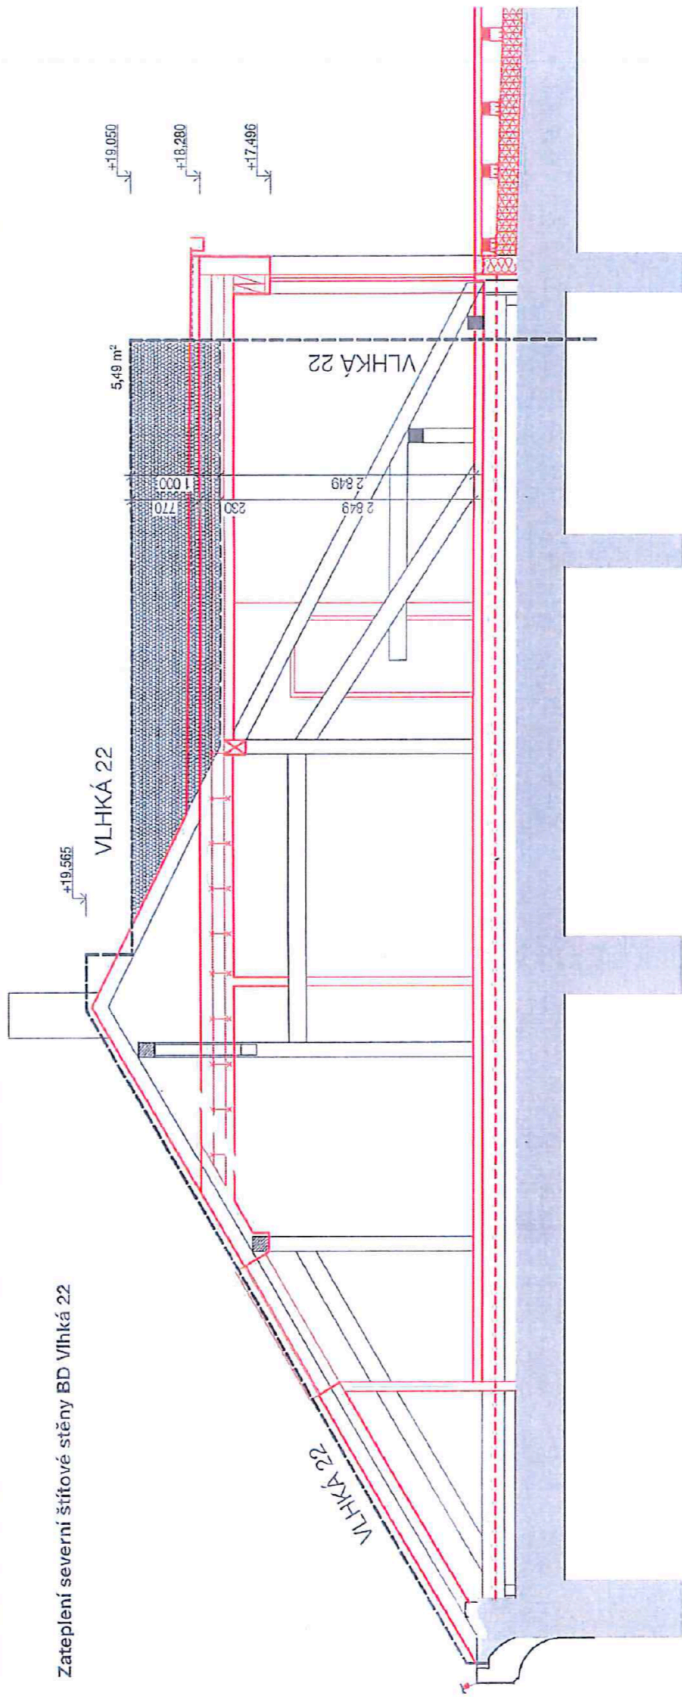 Zateplení severní štítové stěny BD Vlhká 22
VLHKÁ 22
+19,565
VLHKÁ 22
5,49 m²
+19,050
+18,280
+17,496
1 000
2 849
770
230
2 849
VLHKÁ 22